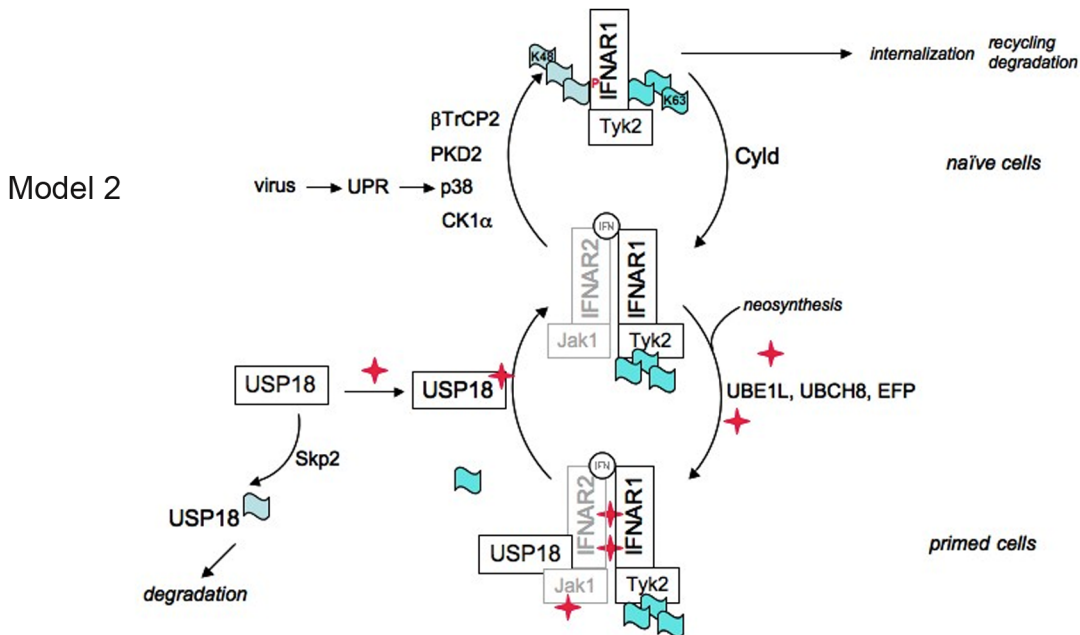 K48
IFNAR1
P
K63
Tyk2
internalization
recycling
degradation
βTrCP2
PKD2
Cyld
naïve cells
Model 2
virus
UPR
p38
CK1α
IFN
IFNAR2
IFNAR1
Jak1
Tyk2
neosynthesis
USP18
USP18
UBE1L, UBCH8, EFP
Skp2
USP18
degradation
IFN
IFNAR2
IFNAR1
USP18
Jak1
Tyk2
primed cells